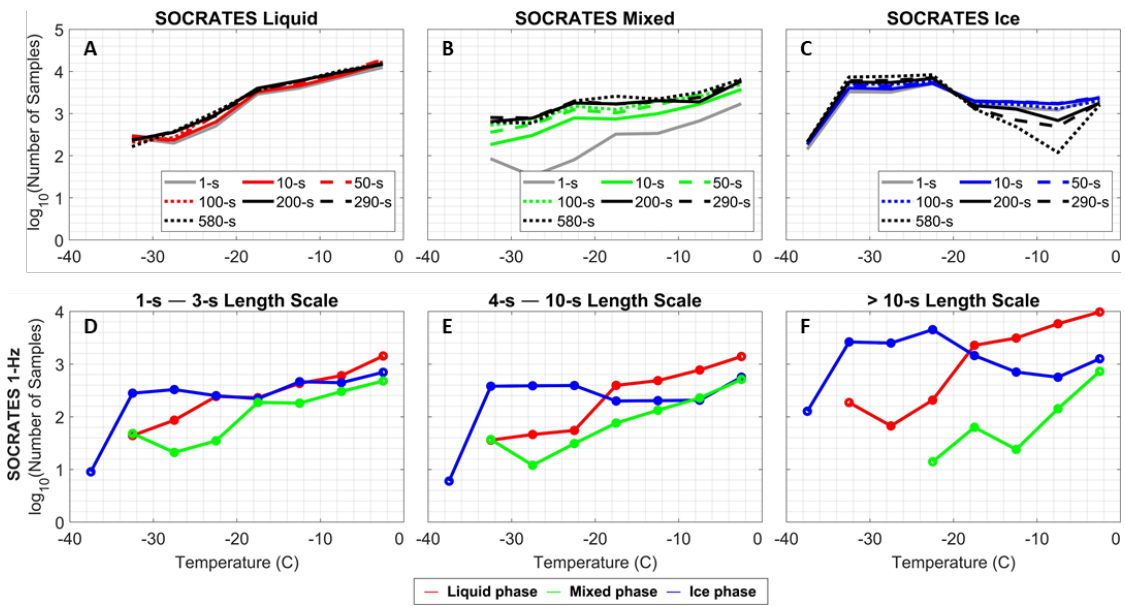 SOCRATES Liquid SOCRATES Mixed SOCRATES Ice
A B C
log10(Number of Samples)
5
4
3
2
1
0
1-s 10-s 50-s
100-s 200-s 290-s
580-s
1-s 10-s 50-s
100-s 200-s 290-s
580-s
1-s 10-s 50-s
100-s 200-s 290-s
580-s
-40 -30 -20 -10 0 -40 -30 -20 -10 0 -40 -30 -20 -10 0
1-s — 3-s Length Scale 4-s — 10-s Length Scale > 10-s Length Scale
D E F
SOCRATES 1-Hz
log10(Number of Samples)
4
3
2
1
0
-40 -30 -20 -10 0 -40 -30 -20 -10 0 -40 -30 -20 -10 0
Temperature (C) Temperature (C) Temperature (C)
Liquid phase Mixed phase Ice phase